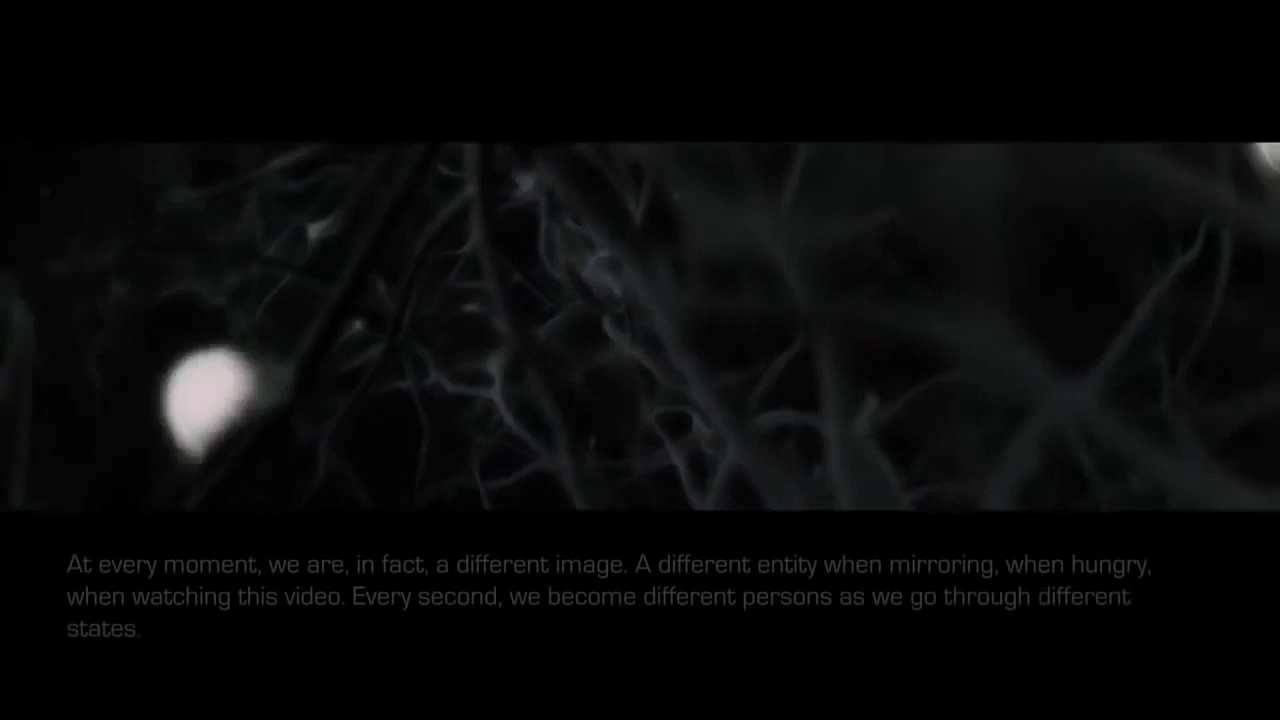 At every moment, we are, in fact, a different image. A different entity when mirroring, when hungry,
when watching this video. Every second, we become different persons as we go through different
states.